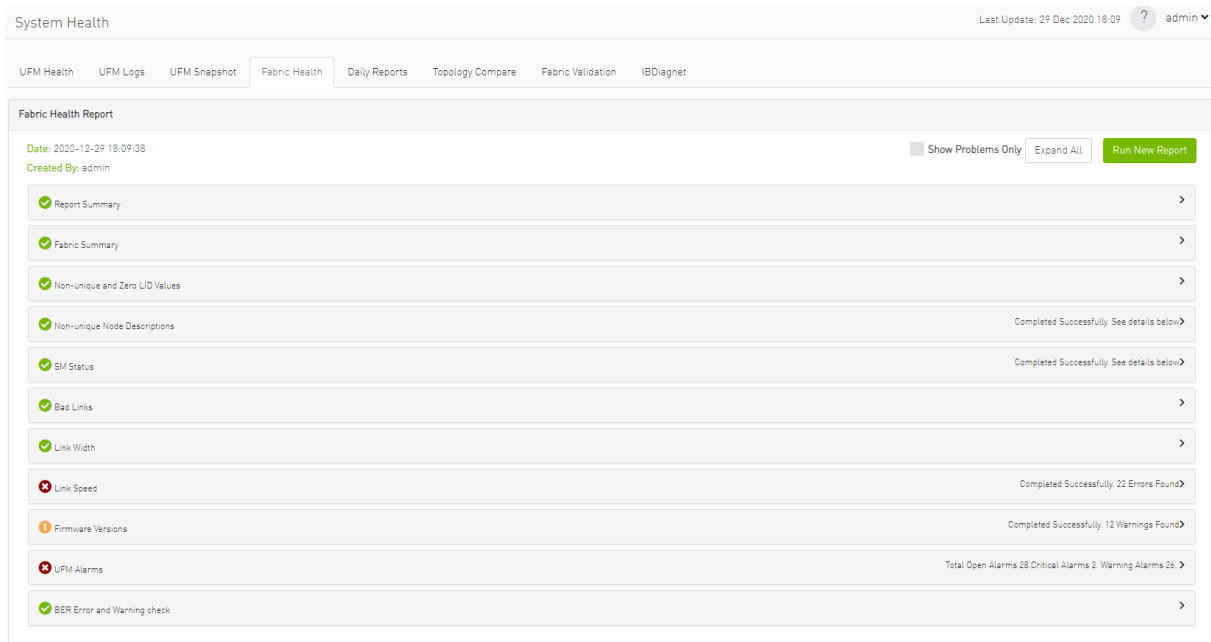 System Health
Last Update: 29 Dec 2020 18:09 ? admin
UFM Health UFM Logs UFM Snapshot Fabric Health Daily Reports Topology Compare Fabric Validation IBDiagnet
Fabric Health Report
Date: 2020-12-29 18:09:38
Show Problems Only Expand All Run New Report
Created By: admin
Report Summary
Fabric Summary
Non-unique and Zero LID Values
Non-unique Node Descriptions Completed Successfully. See details below
SM Status Completed Successfully. See details below
Bad Links
Link Width
Link Speed Completed Successfully. 22 Errors Found
Firmware Versions Completed Successfully. 12 Warnings Found
UFM Alarms Total Open Alarms 28.Critical Alarms 2. Warning Alarms 26.
BER Error and Warning check